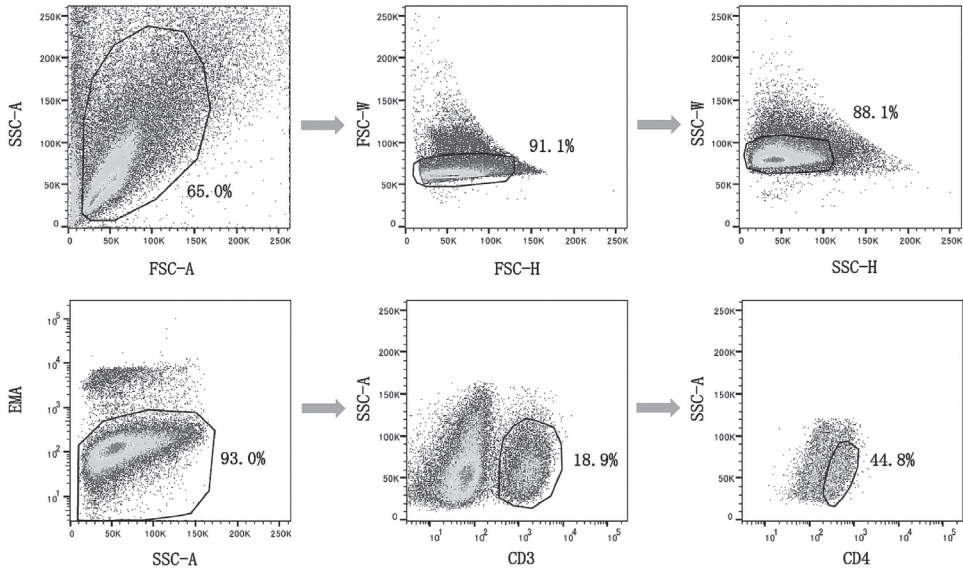 250K
200K
150K
100K
50K
0
SSC-A
65.0%
0 50K 100K 150K 200K 250K
FSC-A
250K
200K
150K
100K
50K
0
FSC-W
91.1%
0 50K 100K 150K 200K 250K
FSC-H
250K
200K
150K
100K
50K
0
SSC-W
88.1%
0 50K 100K 150K 200K 250K
SSC-H
10^5
10^4
10^3
10^2
10^1
EMA
93.0%
0 50K 100K 150K 200K 250K
SSC-A
250K
200K
150K
100K
50K
0
SSC-A
18.9%
10^1 10^2 10^3 10^4 10^5
CD3
250K
200K
150K
100K
50K
0
SSC-A
44.8%
10^1 10^2 10^3 10^4 10^5
CD4